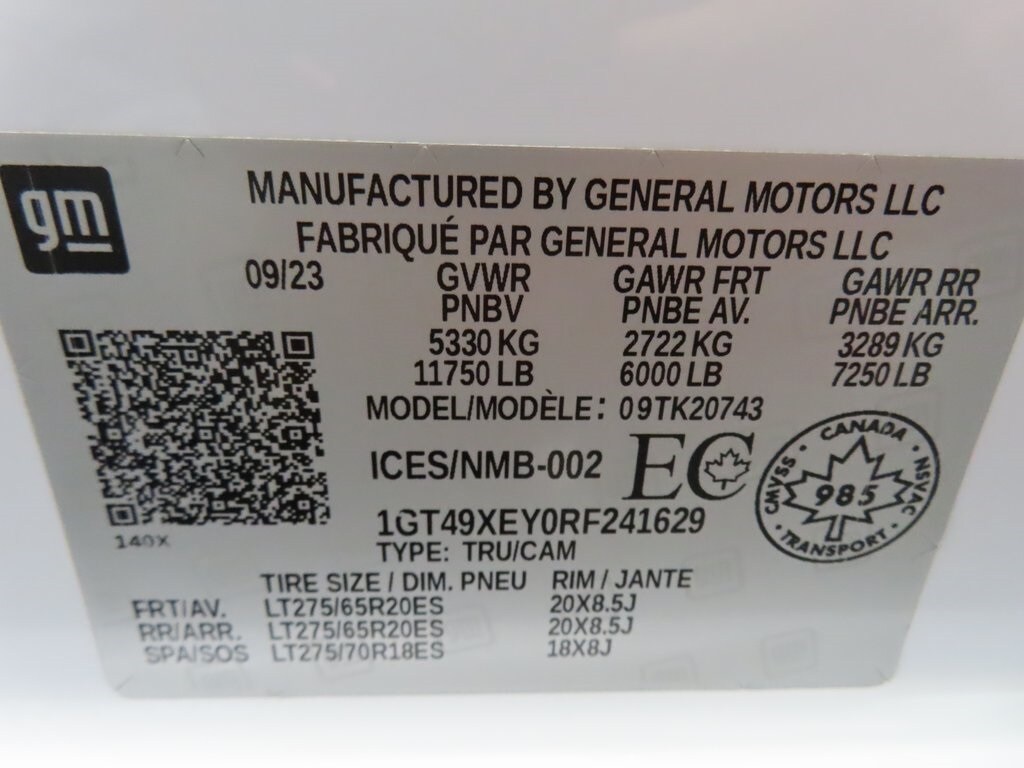 gm
MANUFACTURED BY GENERAL MOTORS LLC
FABRIQUÉ PAR GENERAL MOTORS LLC
09/23 GVWR GAWR FRT GAWR RR
PNBV PNBE AV. PNBE ARR.
5330 KG 2722 KG 3289 KG
11750 LB 6000 LB 7250 LB
MODEL/MODÈLE: 09TK20743
ICES/NMB-002 EC
CANADA
CMVSS 985 NSVAC
TRANSPORT
1GT49XEY0RF241629
140X
TYPE: TRU/CAM
TIRE SIZE / DIM. PNEU RIM / JANTE
FRT/AV. LT275/65R20ES 20X8.5J
RR/ARR. LT275/65R20ES 20X8.5J
SPA/SOS LT275/70R18ES 18X8J